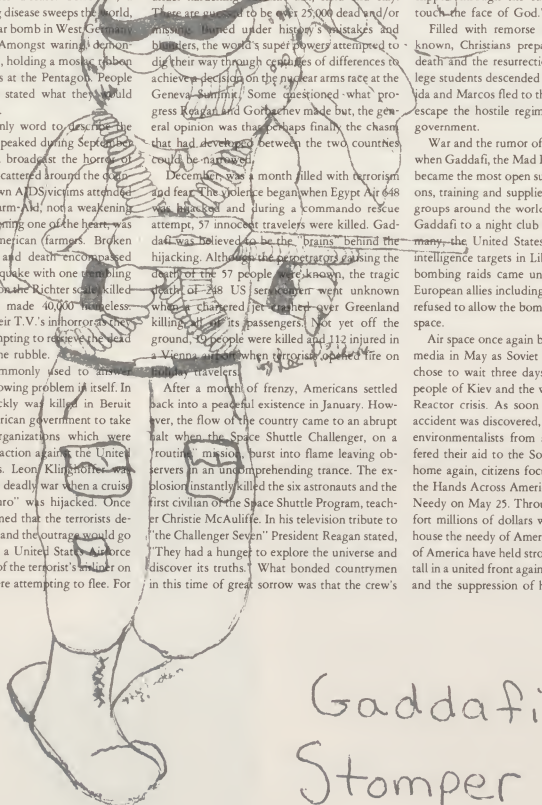 disease sweeps the world,
ar bomb in West Germany
Amongst warring demon-
, holding a mostly ribbon
s at the Pentagon. People
stated what they would
nly word to describe the
peaked during September
broadcast the horror of
cattered around the
wn AIDS victims attended
arm-Aid, not a weakening
ming one of the heart, was
merican farmers. Broken
and death encompassed
quake with one trembling
on the Richter scale killed
made 40,000 homeless.
eir T.V.'s in horror as they
mpting to retrieve the dead
he rubble.
mmonly used to answer
owing problem in itself. In
ckly was killed in Beruit
rican government to take
rganizations which were
action against the United
s. Leon Klinghoffer was
deadly war when a cruise
uro" was hijacked. Once
ned that the terrorists de-
and the outrage would go
a United States Airforce
of the terrorist's airliner on
re attempting to flee. For
There are guessed to be over 25,000 dead and/or
missing. Buried under history's mistakes and
blunders, the world's super powers attempted to
dig their way through centuries of differences to
achieve a decision on the nuclear arms race at the
Geneva Summit. Some questioned what pro-
gress Reagan and Gorbachev made but, the gen-
eral opinion was that perhaps finally the chasm
that had developed between the two countries
could be narrowed.
December, was a month filled with terrorism
and fear. The violence began when Egypt Air 648
was hijacked and during a commando rescue
attempt, 57 innocent travelers were killed. Gad-
dafi was believed to be the "brains" behind the
hijacking. Although the perpetrators causing the
death of the 57 people were known, the tragic
death of 248 US servicemen went unknown
when a chartered jet crashed over Greenland
killing all of its passengers. Not yet off the
ground, 19 people were killed and 112 injured in
a Vienna airport when terrorists opened fire on
holiday travelers.
After a month of frenzy, Americans settled
back into a peaceful existence in January. How-
ever, the flow of the country came to an abrupt
halt when the Space Shuttle Challenger, on a
"routine" mission, burst into flame leaving ob-
servers in an uncomprehending trance. The ex-
plosion instantly killed the six astronauts and the
first civilian of the Space Shuttle Program, teach-
er Christie McAuliffe. In his television tribute to
"the Challenger Seven" President Reagan stated,
"They had a hunger to explore the universe and
discover its truths." What bonded countrymen
in this time of great sorrow was that the crew's
touch the face of God."
Filled with remorse
known, Christians prepa
death and the resurrecti
lege students descended
ida and Marcos fled to th
escape the hostile regim
government.
War and the rumor of
when Gaddafi, the Mad
became the most open su
ons, training and supplie
groups around the world
Gaddafi to a night club
many, the United States
intelligence targets in Lil
bombing raids came un
European allies including
refused to allow the bom
space.
Air space once again b
media in May as Soviet
chose to wait three days
people of Kiev and the v
Reactor crisis. As soon
accident was discovered,
environmentalists from
fered their aid to the So
home again, citizens focu
the Hands Across Ameri
Needy on May 25. Throu
fort millions of dollars w
house the needy of Amer
of America have held stro
tall in a united front again
and the suppression of h
Gaddafi
Stomper